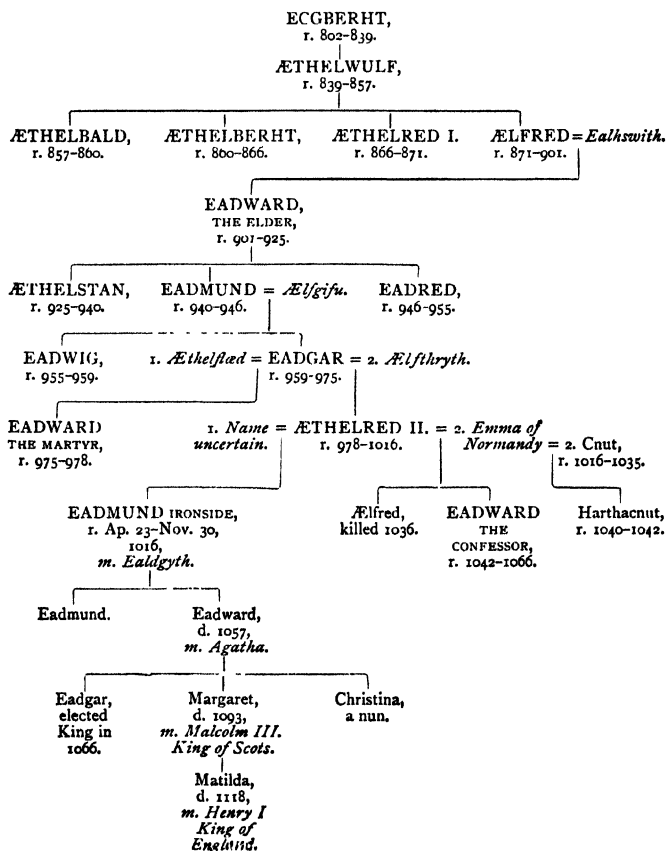 ECGBERHT,
r. 802–839.
ÆTHELWULF,
r. 839–857.
ÆTHELBALD,
r. 857–860.
ÆTHELBERHT,
r. 860–866.
ÆTHELRED I.
r. 866–871.
ÆLFRED = Ealhswith.
r. 871–901.
EADWARD,
THE ELDER,
r. 901–925.
ÆTHELSTAN,
r. 925–940.
EADMUND = Ælfgifu.
r. 940–946.
EADRED,
r. 946–955.
EADWIG,
r. 955–959.
1. Æthelflæd = EADGAR = 2. Ælfthryth.
r. 959–975.
EADWARD
THE MARTYR,
r. 975–978.
1. Name = ÆTHELRED II. = 2. Emma of
uncertain. r. 978–1016. Normandy = 2. Cnut,
r. 1016–1035.
EADMUND IRONSIDE,
r. Ap. 23–Nov. 30,
1016,
m. Ealdgyth.
Ælfred,
killed 1036.
EADWARD
THE
CONFESSOR,
r. 1042–1066.
Harthacnut,
r. 1040–1042.
Eadmund.
Eadward,
d. 1057,
m. Agatha.
Eadgar,
elected
King in
1066.
Margaret,
d. 1093,
m. Malcolm III.
King of Scots.
Christina,
a nun.
Matilda,
d. 1118,
m. Henry I
King of
England.